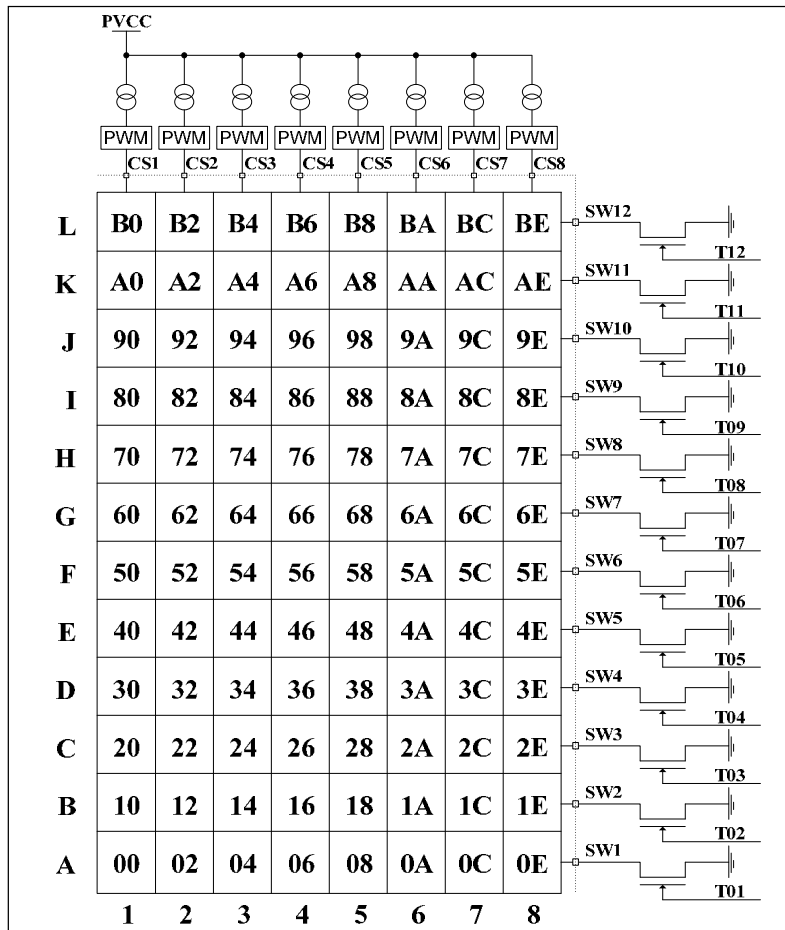 PVCC
PWM PWM PWM PWM PWM PWM PWM PWM
CS1 CS2 CS3 CS4 CS5 CS6 CS7 CS8
L B0 B2 B4 B6 B8 BA BC BE SW12
T12
K A0 A2 A4 A6 A8 AA AC AE SW11
T11
J 90 92 94 96 98 9A 9C 9E SW10
T10
I 80 82 84 86 88 8A 8C 8E SW9
T09
H 70 72 74 76 78 7A 7C 7E SW8
T08
G 60 62 64 66 68 6A 6C 6E SW7
T07
F 50 52 54 56 58 5A 5C 5E SW6
T06
E 40 42 44 46 48 4A 4C 4E SW5
T05
D 30 32 34 36 38 3A 3C 3E SW4
T04
C 20 22 24 26 28 2A 2C 2E SW3
T03
B 10 12 14 16 18 1A 1C 1E SW2
T02
A 00 02 04 06 08 0A 0C 0E SW1
T01
1 2 3 4 5 6 7 8